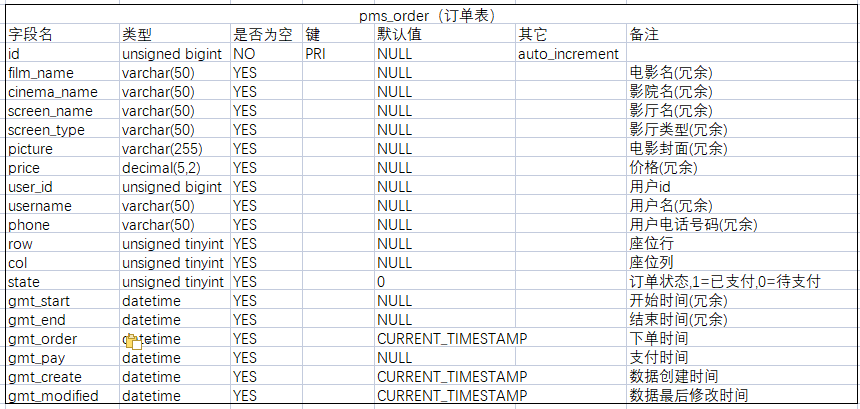 pms_order（订单表）
字段名 类型 是否为空 键 默认值 其它 备注
id unsigned bigint NO PRI NULL auto_increment
film_name varchar(50) YES NULL 电影名(冗余)
cinema_name varchar(50) YES NULL 影院名(冗余)
screen_name varchar(50) YES NULL 影厅名(冗余)
screen_type varchar(50) YES NULL 影厅类型(冗余)
picture varchar(255) YES NULL 电影封面(冗余)
price decimal(5,2) YES NULL 价格(冗余)
user_id unsigned bigint YES NULL 用户id
username varchar(50) YES NULL 用户名(冗余)
phone varchar(50) YES NULL 用户电话号码(冗余)
row unsigned tinyint YES NULL 座位行
col unsigned tinyint YES NULL 座位列
state unsigned tinyint YES 0 订单状态,1=已支付,0=待支付
gmt_start datetime YES NULL 开始时间(冗余)
gmt_end datetime YES NULL 结束时间(冗余)
gmt_order datetime YES CURRENT_TIMESTAMP 下单时间
gmt_pay datetime YES NULL 支付时间
gmt_create datetime YES CURRENT_TIMESTAMP 数据创建时间
gmt_modified datetime YES CURRENT_TIMESTAMP 数据最后修改时间